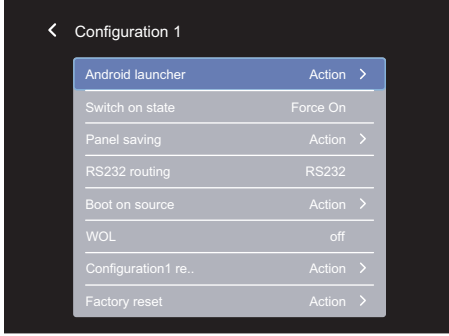 Configuration 1
Android launcher Action
Switch on state Force On
Panel saving Action
RS232 routing RS232
Boot on source Action
WOL off
Configuration1 re.. Action
Factory reset Action